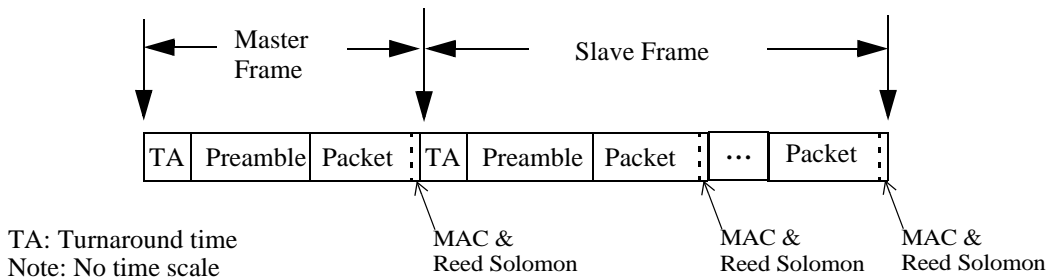 Master
Frame
Slave Frame
TA Preamble Packet TA Preamble Packet ... Packet
MAC &
Reed Solomon
MAC &
Reed Solomon
MAC &
Reed Solomon
TA: Turnaround time
Note: No time scale